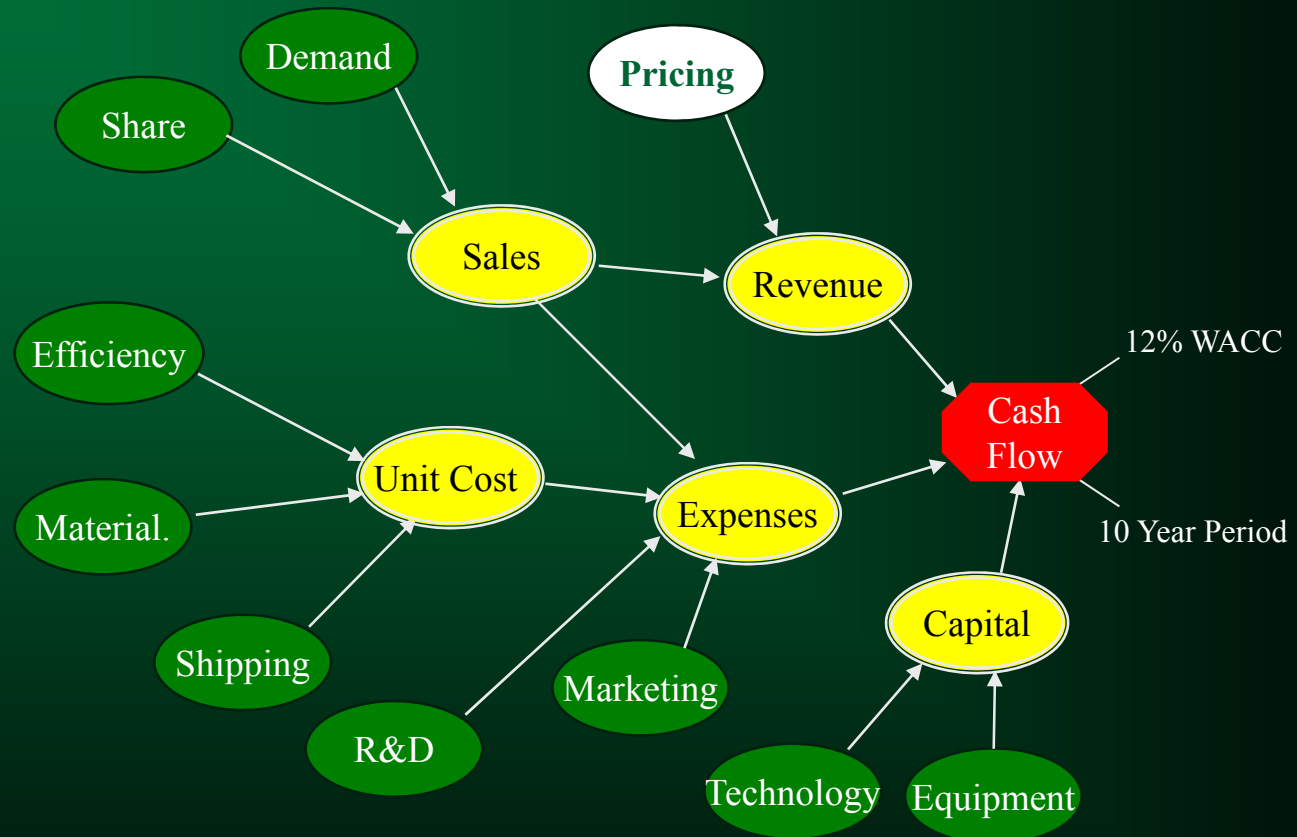 Demand
Pricing
Share
Sales
Revenue
Efficiency
12% WACC
Cash
Flow
Unit Cost
Expenses
Material.
10 Year Period
Capital
Shipping
Marketing
R&D
Technology
Equipment